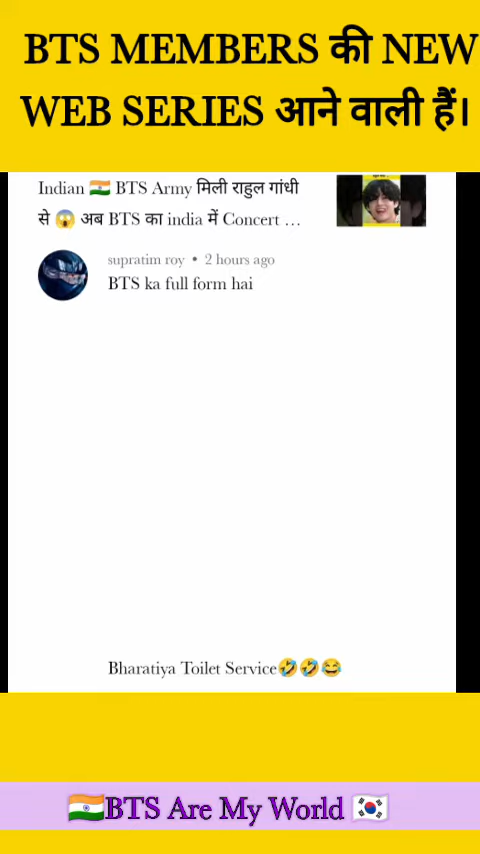 BTS MEMBERS की NEW
WEB SERIES आने वाली हैं।
Indian 🇮🇳 BTS Army मिली राहुल गांधी
से 😱 अब BTS का india में Concert ...
supratim roy • 2 hours ago
BTS ka full form hai
Bharatiya Toilet Service🤣🤣😂
🇮🇳BTS Are My World 🇰🇷